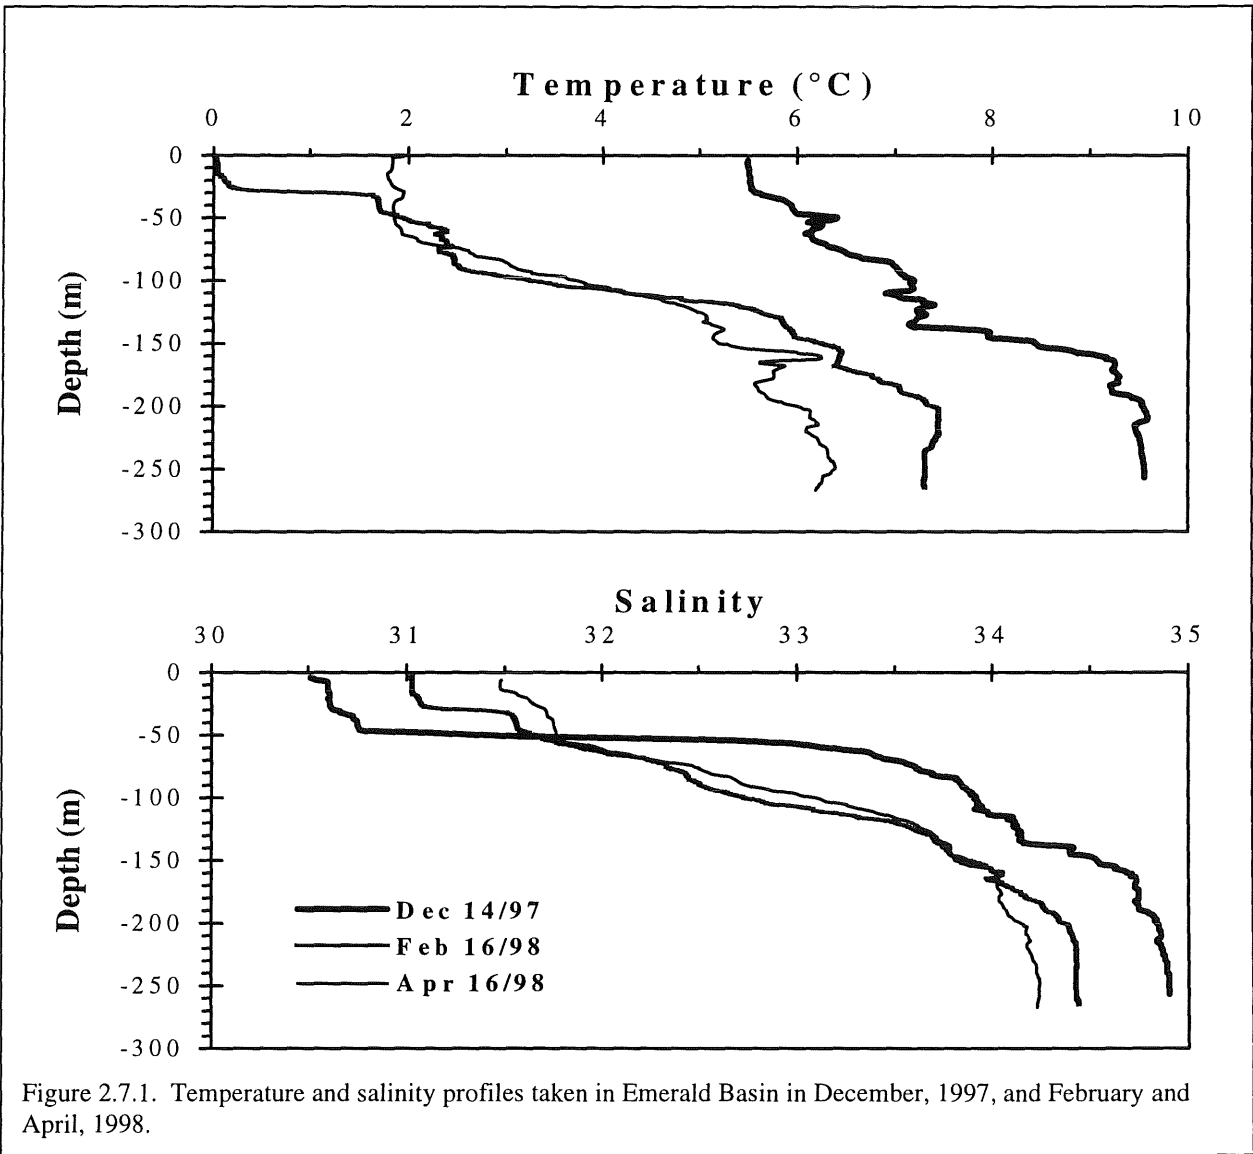 Temperature (°C)
0 2 4 6 8 10
0
-50
-100
-150
-200
-250
-300
Depth (m)
Salinity
30 31 32 33 34 35
0
-50
-100
-150
-200
-250
-300
Depth (m)
Dec 14/97
Feb 16/98
Apr 16/98
Figure 2.7.1. Temperature and salinity profiles taken in Emerald Basin in December, 1997, and February and
April, 1998.